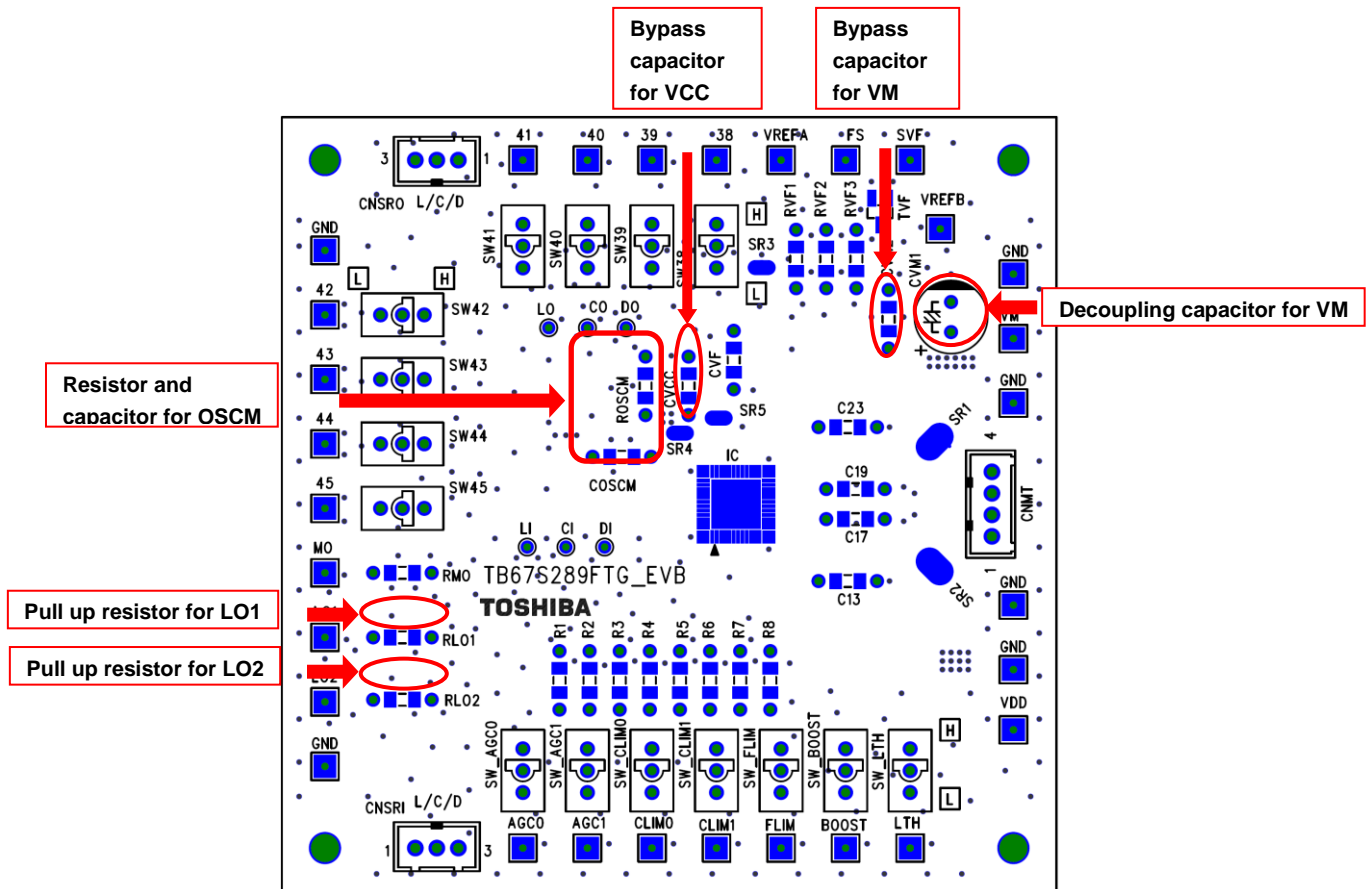 Bypass
capacitor
for VCC
Bypass
capacitor
for VM
41
40
39
38
VREFA
FS
SVF
3
1
CNSRO
L/C/D
RVF1
RVF2
RVF3
TVF
VREFB
GND
SW41
SW40
SW39
SW38
H
SR3
L
CVM1
GND
L
H
42
SW42
LO
CO
DO
VM
Decoupling capacitor for VM
+
43
SW43
Resistor and
capacitor for OSCM
ROSCM
CVCC
CVF
GND
44
SW44
SR4
SR5
C23
SR1
4
COSCM
IC
C19
45
SW45
CNMT
C17
MO
RMO
LI
CI
DI
TB67S289FTG_EVB
C13
SR2
1
GND
Pull up resistor for LO1
TOSHIBA
RLO1
Pull up resistor for LO2
LO2
RLO2
R1
R2
R3
R4
R5
R6
R7
R8
GND
VDD
GND
SW_AGC0
SW_AGC1
SW_CLIM0
SW_CLIM1
SW_FLIM
SW_BOOST
SW_LTH
H
L
CNSRI
L/C/D
1
3
AGC0
AGC1
CLIM0
CLIM1
FLIM
BOOST
LTH